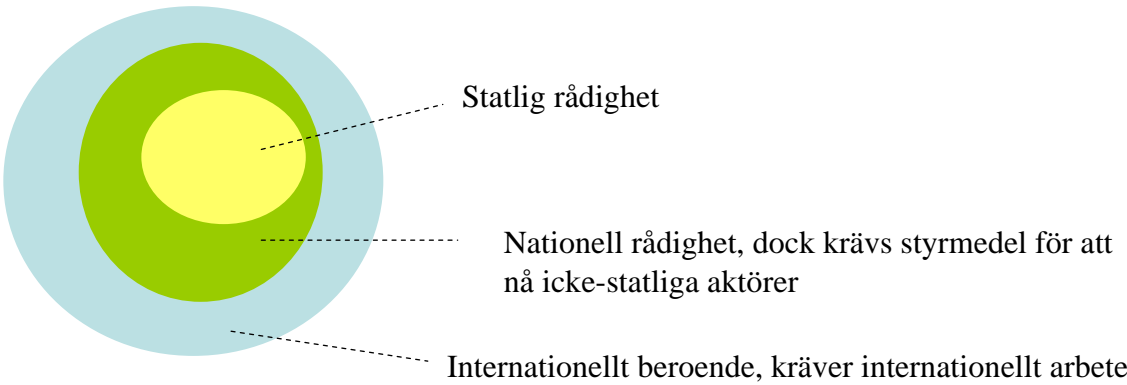 Statlig rådighet
Nationell rådighet, dock krävs styrmedel för att
nå icke-statliga aktörer
Internationellt beroende, kräver internationellt arbete